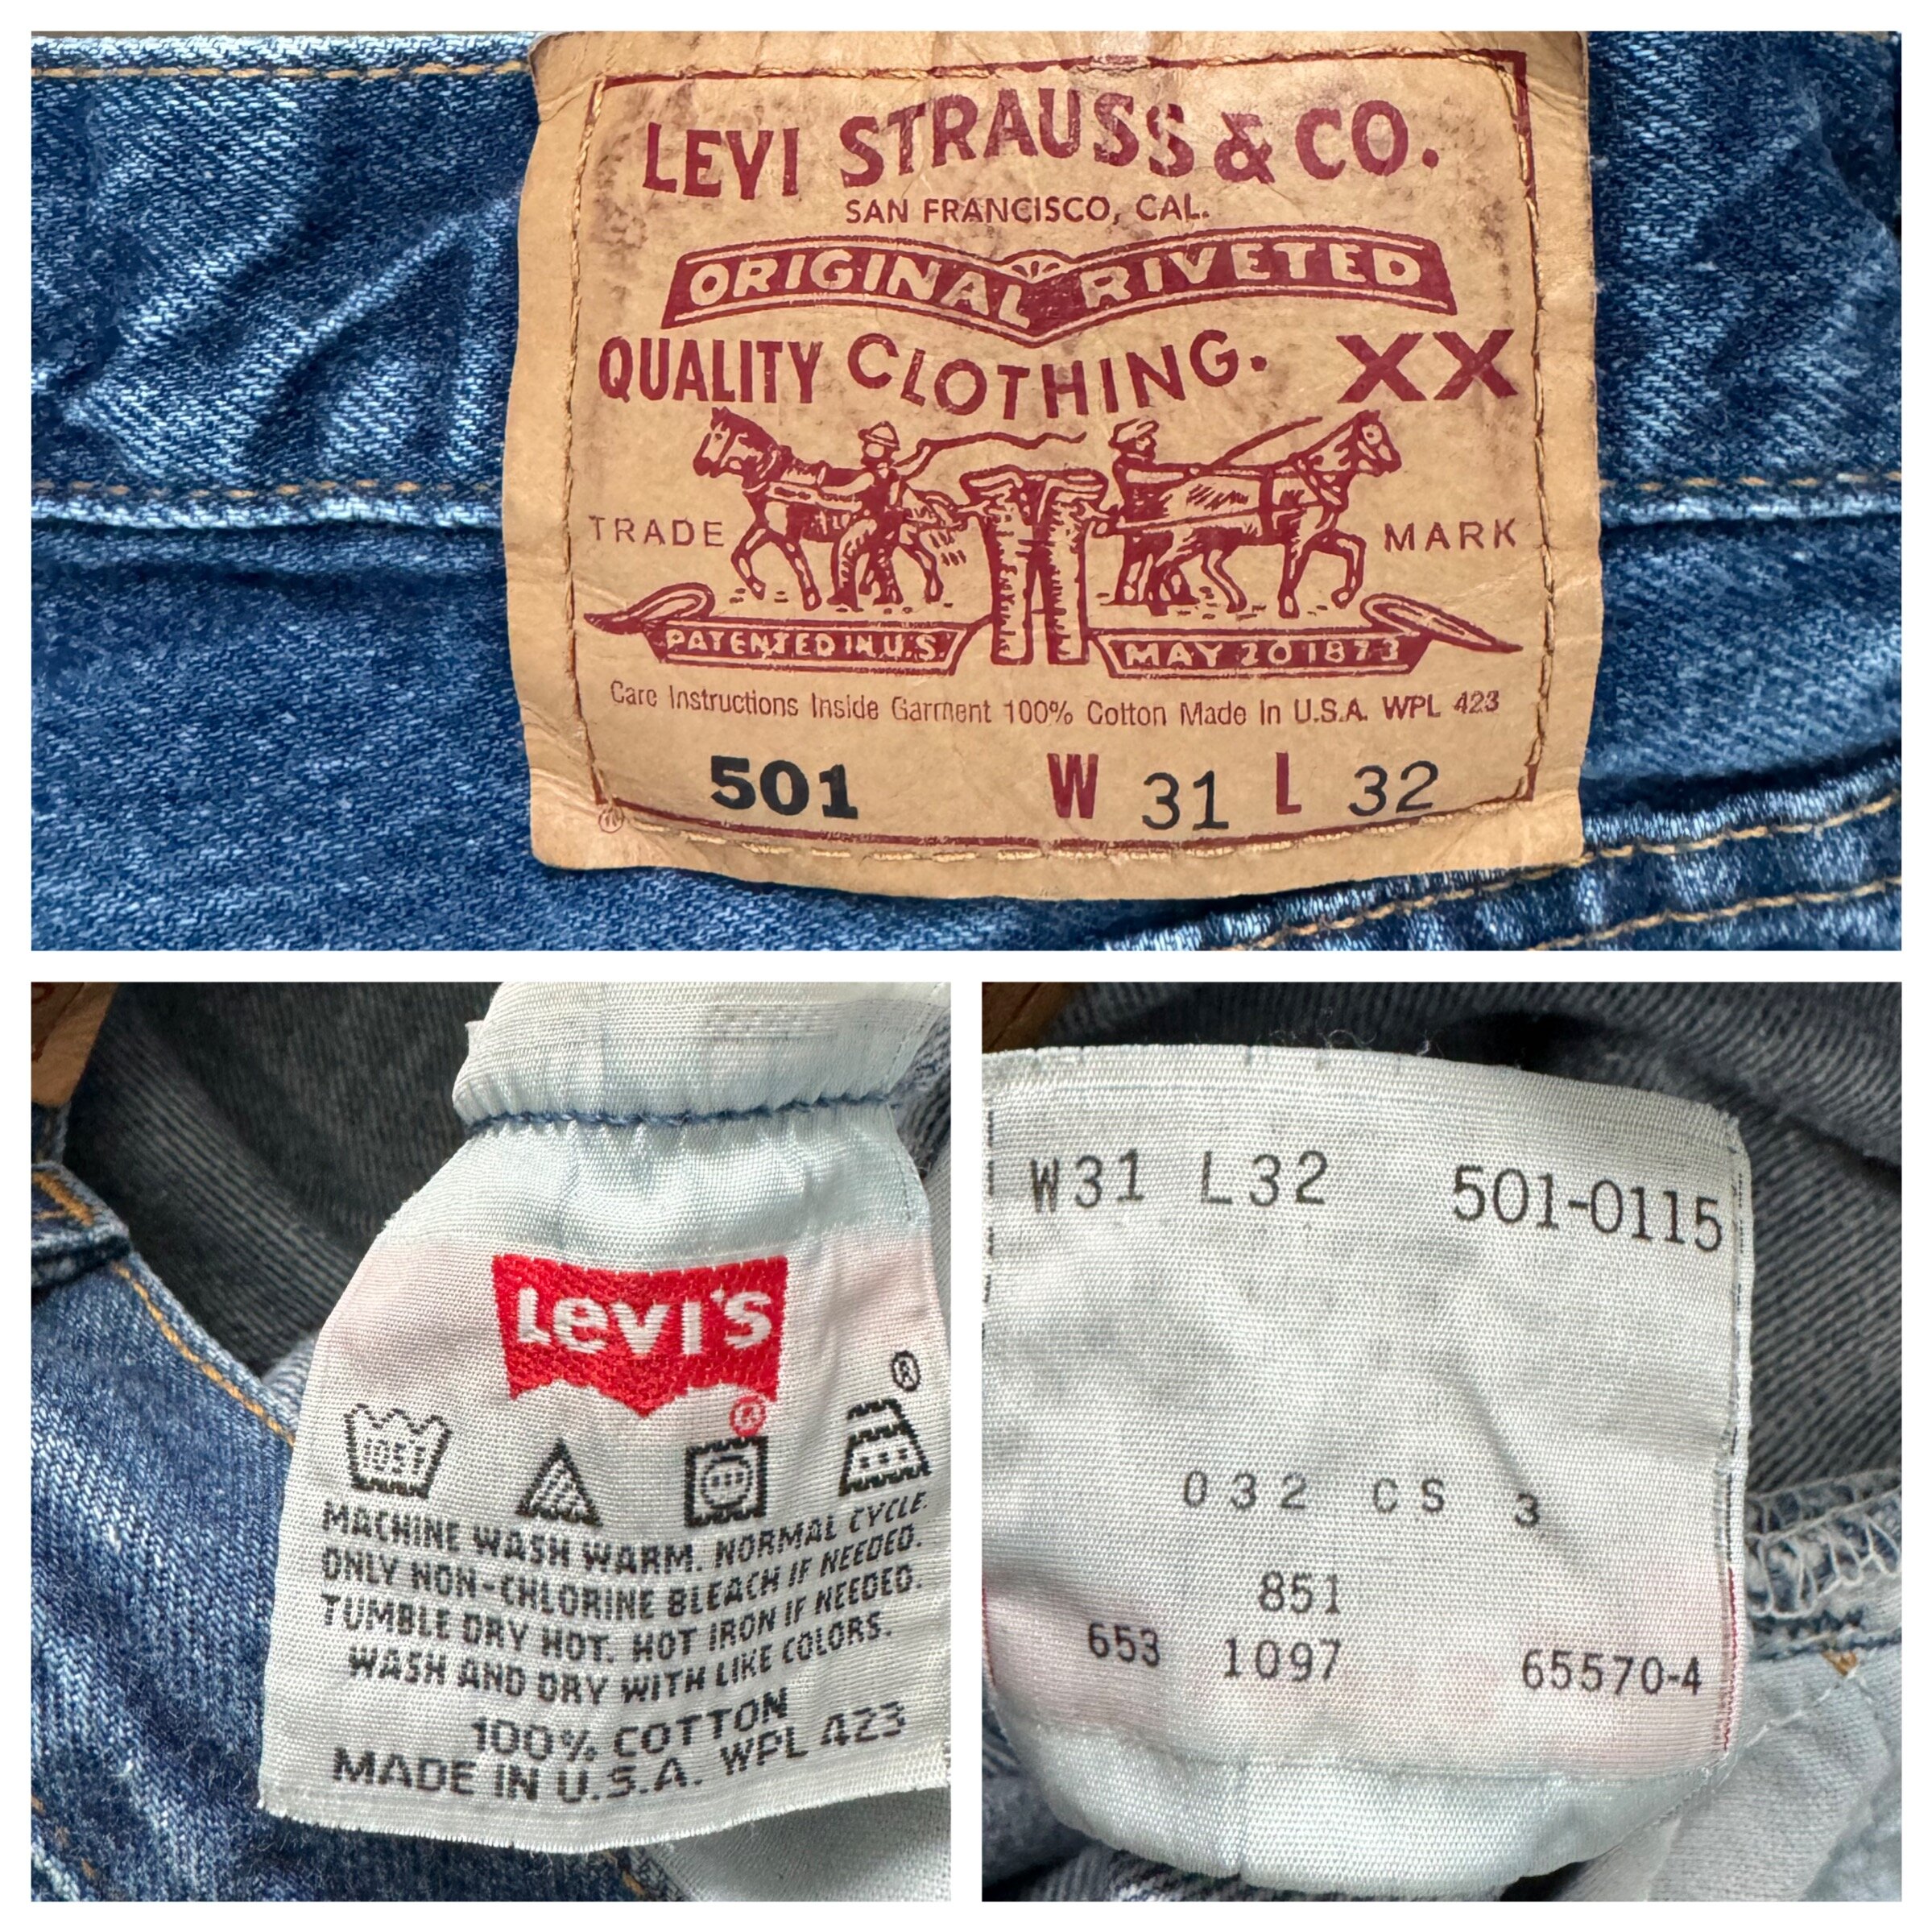 LEVI STRAUSS & CO.
SAN FRANCISCO, CAL.
ORIGINAL RIVETED
QUALITY CLOTHING. XX
TRADE MARK
PATENTED IN U.S. MAY 20 1873
Care Instructions Inside Garment 100% Cotton Made In U.S.A. WPL 423
501 W 31 L 32
®
Levi's
®
®
105F
MACHINE WASH WARM. NORMAL CYCLE.
ONLY NON-CHLORINE BLEACH IF NEEDED.
TUMBLE DRY HOT. HOT IRON IF NEEDED.
WASH AND DRY WITH LIKE COLORS.
100% COTTON
MADE IN U.S.A. WPL 423
W31 L32 501-0115
032 CS 3
851
653 1097 65570-4